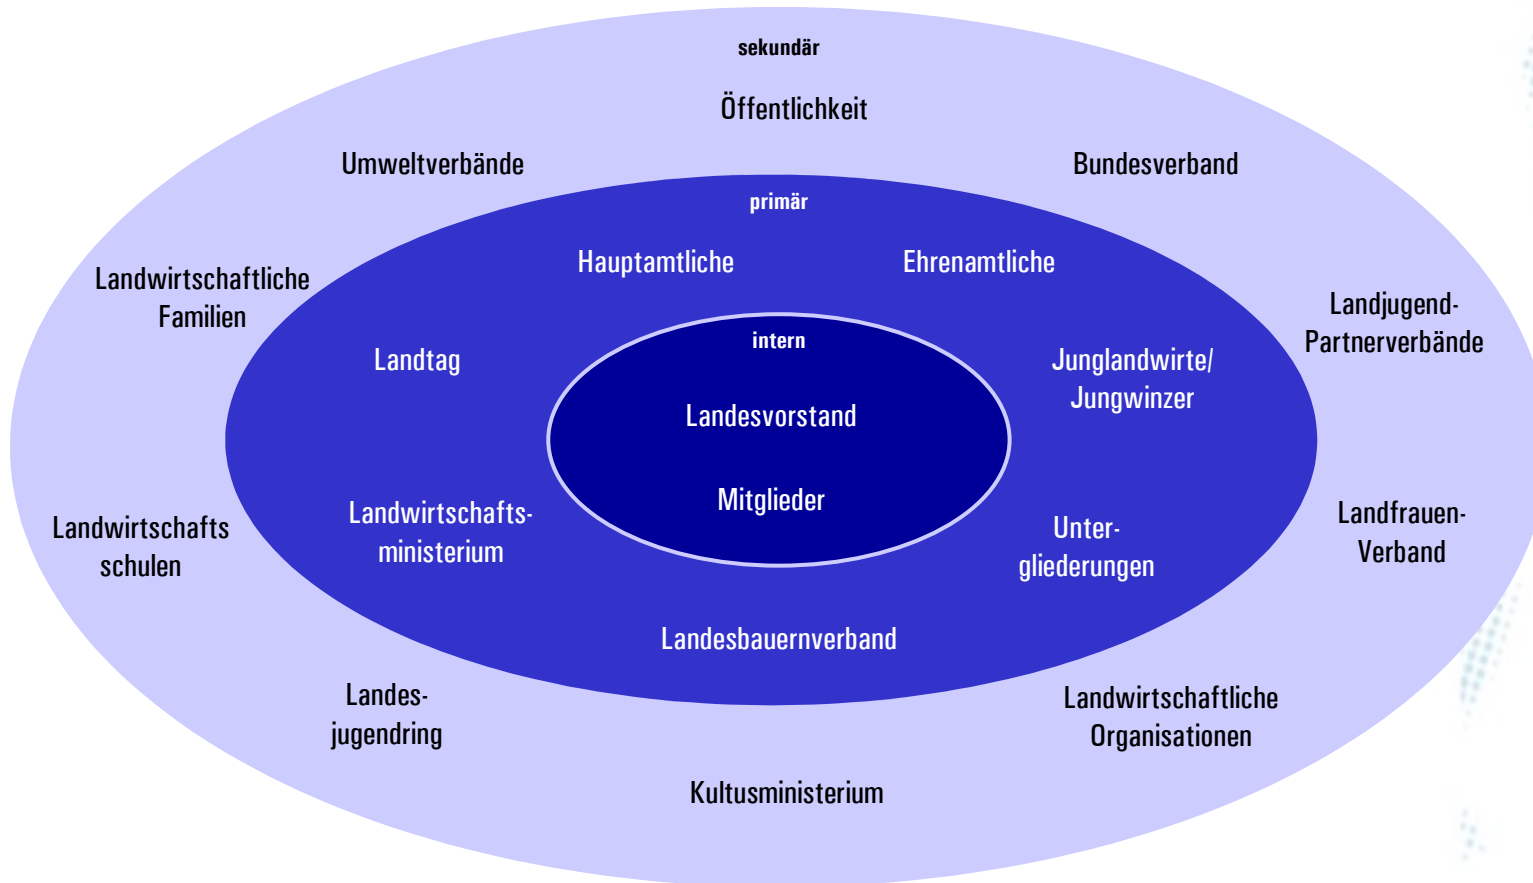 sekundär
Öffentlichkeit
Umweltverbände
Bundesverband
primär
Hauptamtliche
Ehrenamtliche
Landwirtschaftliche
Familien
Landjugend-
Partnerverbände
intern
Landtag
Junglandwirte/
Jungwinzer
Landesvorstand
Mitglieder
Landwirtschafts
schulen
Landwirtschafts-
ministerium
Unter-
gliederungen
Landfrauen-
Verband
Landesbauernverband
Landes-
jugendring
Landwirtschaftliche
Organisationen
Kultusministerium